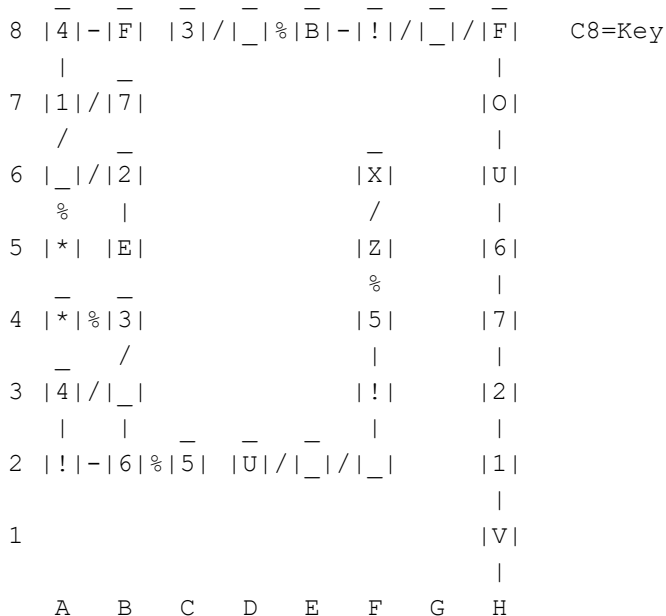 _ _ _ _ _ _ _ _
8 |4|-|F| |3|/|_|%|B|-|!|/|_|/|F| C8=Key
| _ |
7 |1|/|7| |O|
/ _ _ |
6 |_|/|2| |X| |U|
% | / |
5 |*| |E| |Z| |6|
_ _ % |
4 |*|%|3| |5| |7|
_ / | |
3 |4|/|_| |!| |2|
| | _ _ _ | |
2 |!|-|6|%|5| |U|/|_|/|_| |1|
|
1 |V|
|
A B C D E F G H